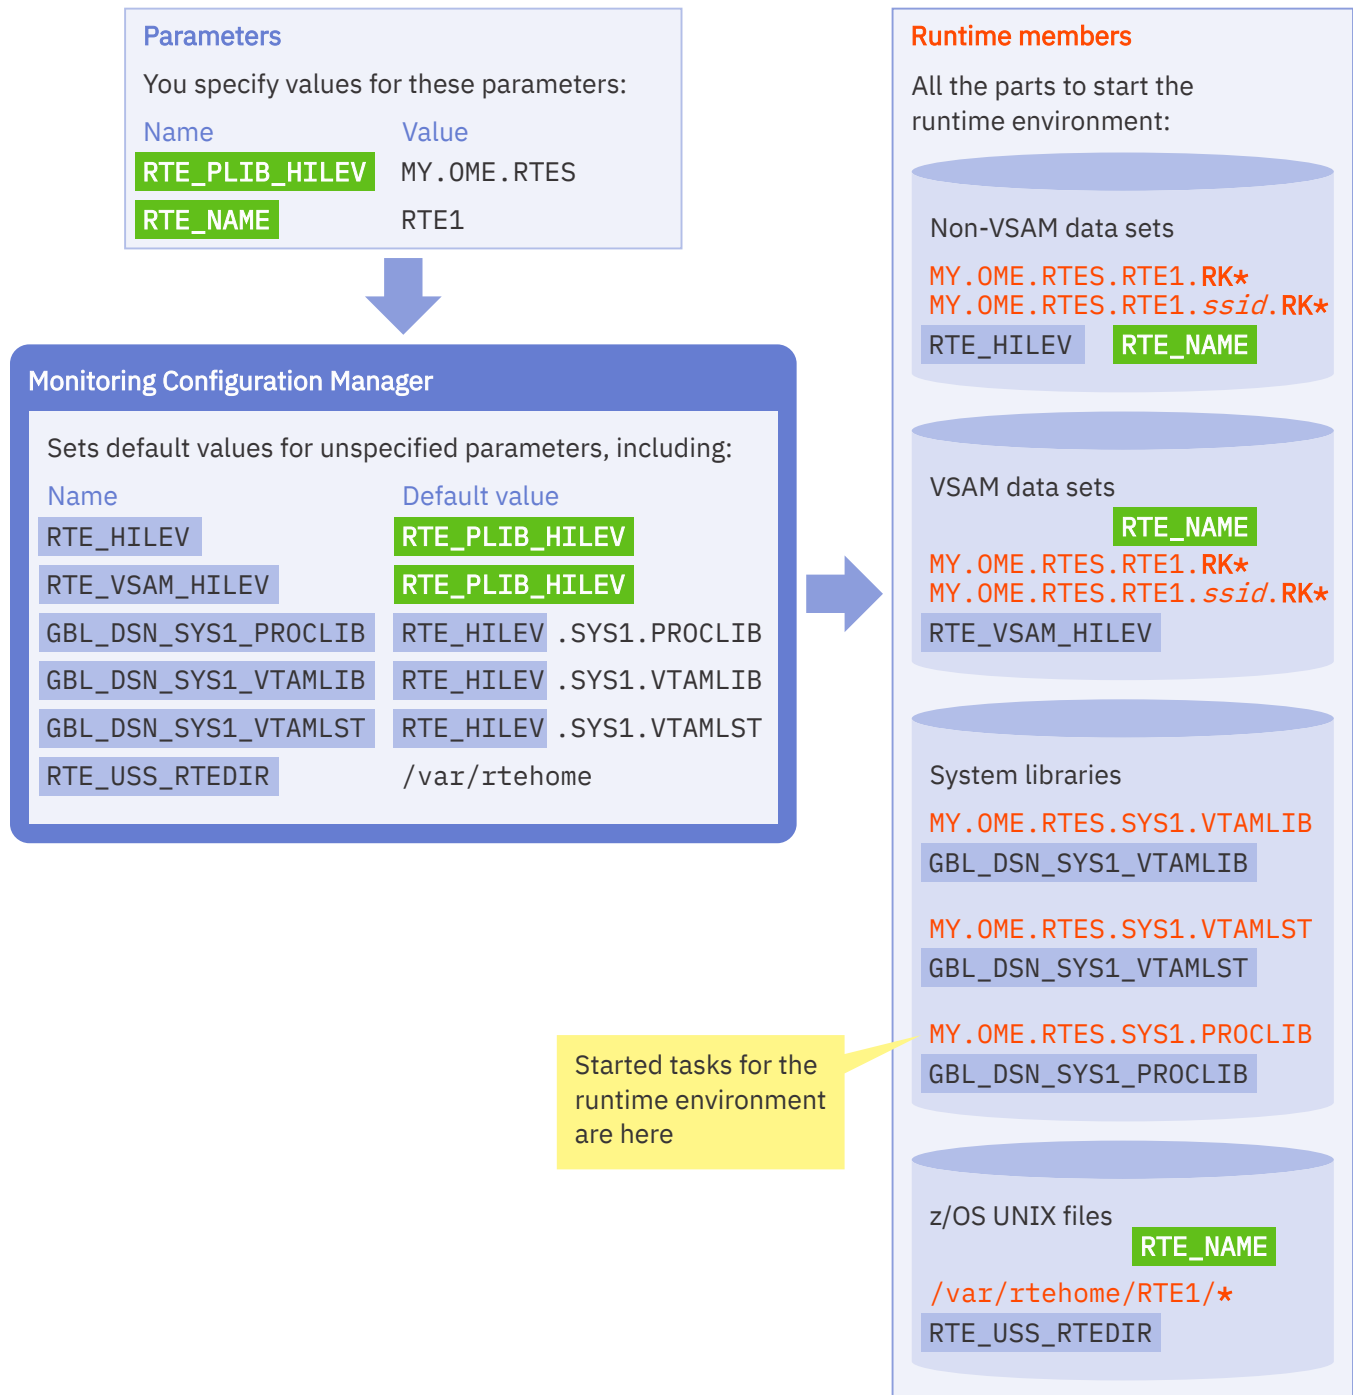 Parameters
You specify values for these parameters:
Name Value
RTE_PLIB_HILEV MY.OME.RTES
RTE_NAME RTE1
Monitoring Configuration Manager
Sets default values for unspecified parameters, including:
Name Default value
RTE_HILEV RTE_PLIB_HILEV
RTE_VSAM_HILEV RTE_PLIB_HILEV
GBL_DSN_SYS1_PROCLIB RTE_HILEV .SYS1.PROCLIB
GBL_DSN_SYS1_VTAMLIB RTE_HILEV .SYS1.VTAMLIB
GBL_DSN_SYS1_VTAMLST RTE_HILEV .SYS1.VTAMLST
RTE_USS_RTEDIR /var/rtehome
Runtime members
All the parts to start the
runtime environment:
Non-VSAM data sets
MY.OME.RTES.RTE1.RK*
MY.OME.RTES.RTE1.ssid.RK*
RTE_HILEV RTE_NAME
VSAM data sets
RTE_NAME
MY.OME.RTES.RTE1.RK*
MY.OME.RTES.RTE1.ssid.RK*
RTE_VSAM_HILEV
System libraries
MY.OME.RTES.SYS1.VTAMLIB
GBL_DSN_SYS1_VTAMLIB
MY.OME.RTES.SYS1.VTAMLST
GBL_DSN_SYS1_VTAMLST
MY.OME.RTES.SYS1.PROCLIB
GBL_DSN_SYS1_PROCLIB
Started tasks for the
runtime environment
are here
z/OS UNIX files
RTE_NAME
/var/rtehome/RTE1/*
RTE_USS_RTEDIR